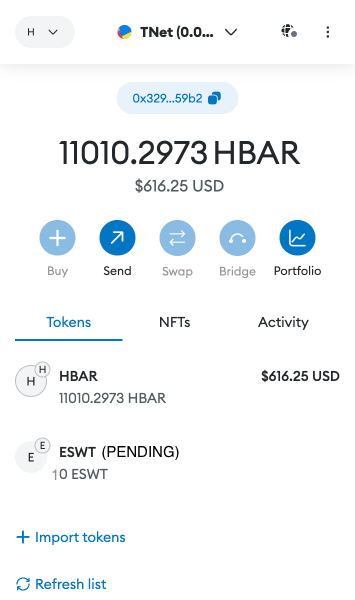 H
TNet (0.0...
0x329...59b2
11010.2973 HBAR
$616.25 USD
Buy
Send
Swap
Bridge
Portfolio
Tokens
NFTs
Activity
H
H
HBAR
$616.25 USD
11010.2973 HBAR
E
E
ESWT (PENDING)
10 ESWT
Import tokens
Refresh list